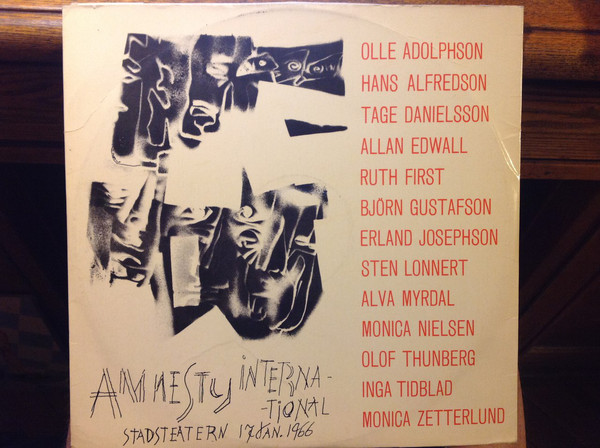 OLLE ADOLPHSON
HANS ALFREDSON
TAGE DANIELSSON
ALLAN EDWALL
RUTH FIRST
BJÖRN GUSTAFSON
ERLAND JOSEPHSON
STEN LONNERT
ALVA MYRDAL
MONICA NIELSEN
OLOF THUNBERG
INGA TIDBLAD
MONICA ZETTERLUND
AMNESTY INTERNA-
-TIONAL
STADSTEATERN 17 JAN. 1966